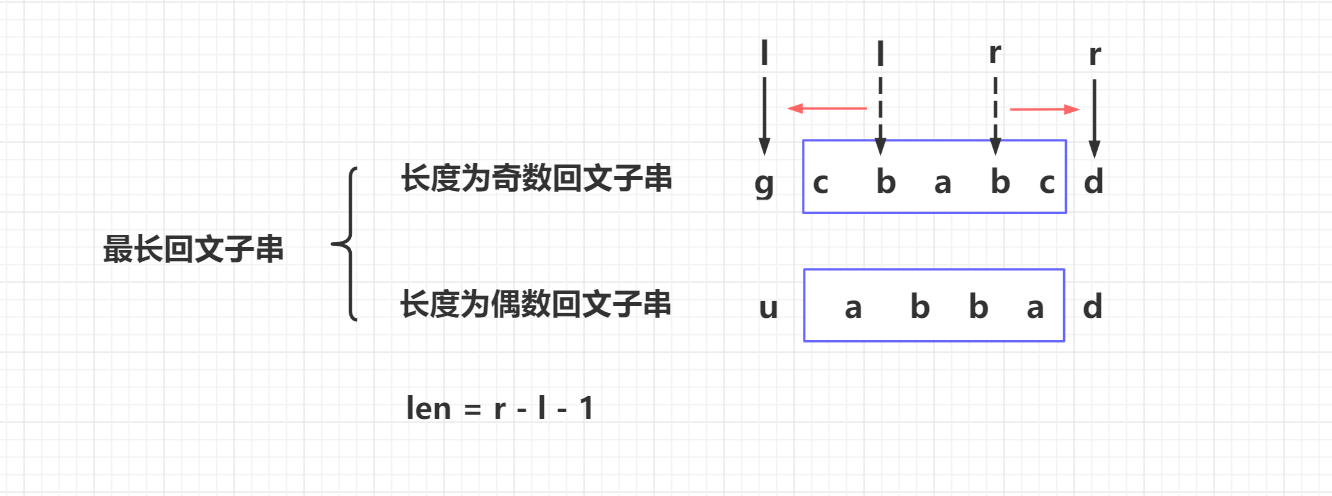 l l r r
长度为奇数回文子串 g c b a b c d
最长回文子串
长度为偶数回文子串 u a b b a d
len = r - l - 1